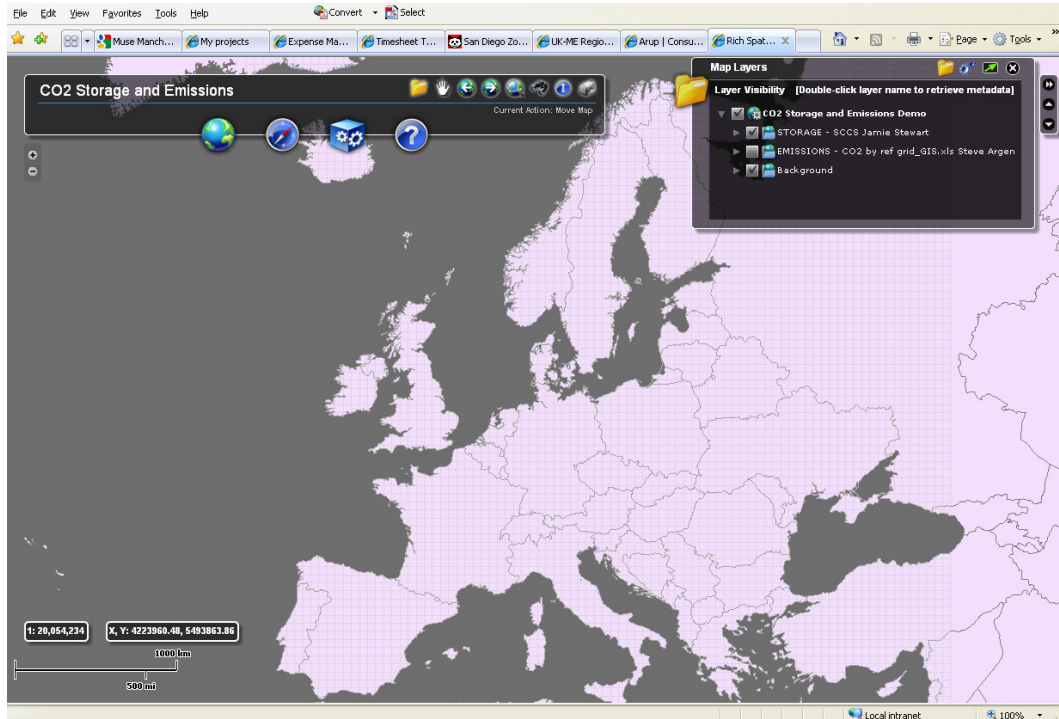 File Edit View Favorites Tools Help Convert Select
Muse Manch... My projects Expense Ma... Timesheet T... San Diego Zo... UK-ME Regio... Arup | Consu... Rich Spat... X Page Tools »
CO2 Storage and Emissions
Current Action: Move Map
Map Layers
Layer Visibility [Double-click layer name to retrieve metadata]
CO2 Storage and Emissions Demo
STORAGE - SCCS Jamie Stewart
EMISSIONS - CO2 by ref grid_GIS.xls Steve Argen
Background
1: 20,054,234 X, Y: 4223960.48, 5493863.86
1000 km
500 mi
Local intranet 100%